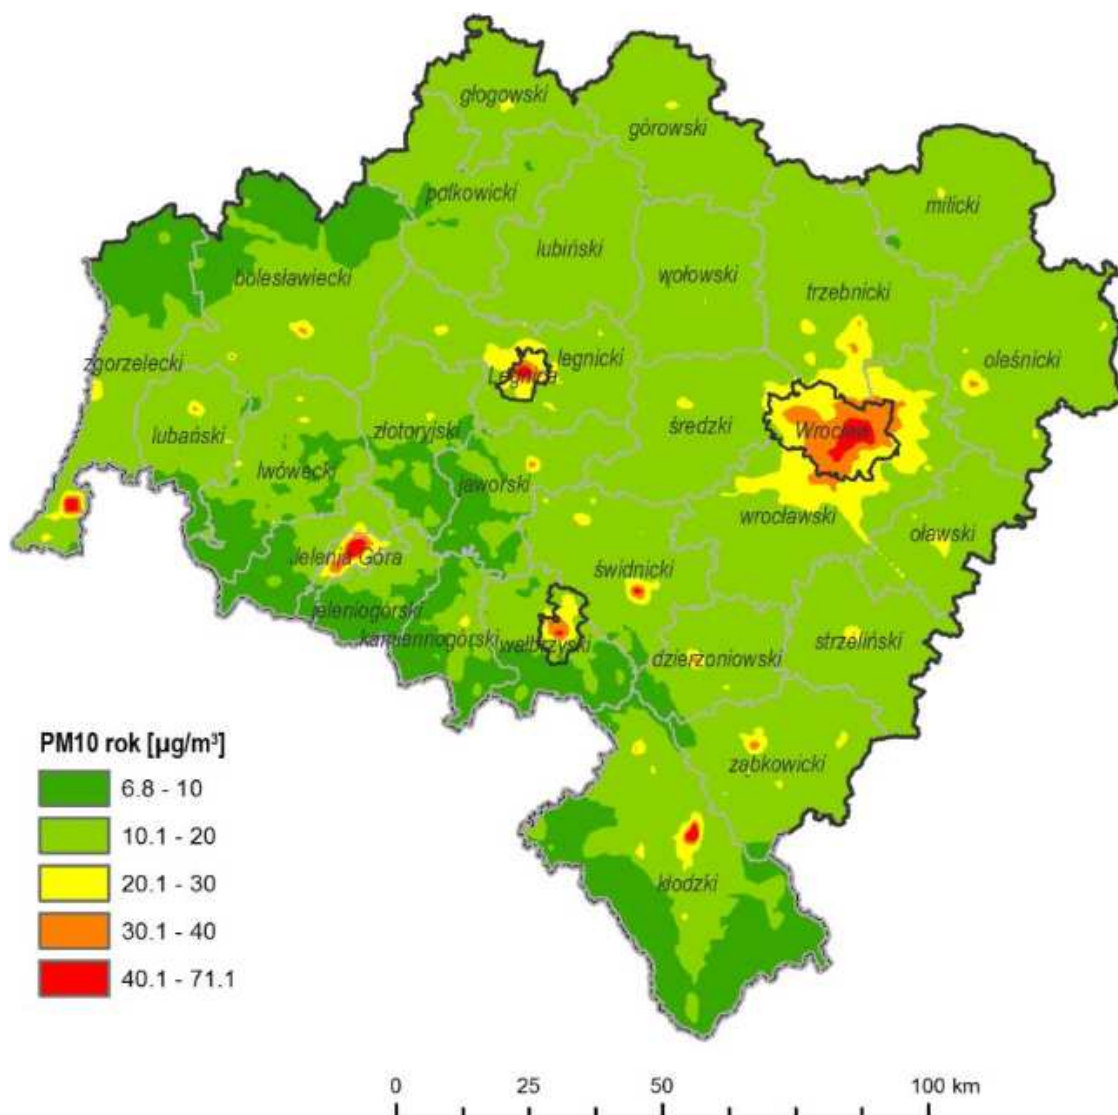 głogowski
górowski
milicki
polkowicki
lubiński
wołowski
trzebnicki
bolesławiecki
zgorzelecki
legnicki
Legnica
oleśnicki
lubański
złotoryjski
średzki
Wrocław
lwówecki
jaworski
wrocławski
oławski
Jelenia Góra
świdnicki
jeleniogórski
kamiennogórski
wałbrzyski
dzierżoniowski
strzeliński
ząbkowicki
kłodzki
PM10 rok [µg/m³]
6.8 - 10
10.1 - 20
20.1 - 30
30.1 - 40
40.1 - 71.1
0 25 50 100 km